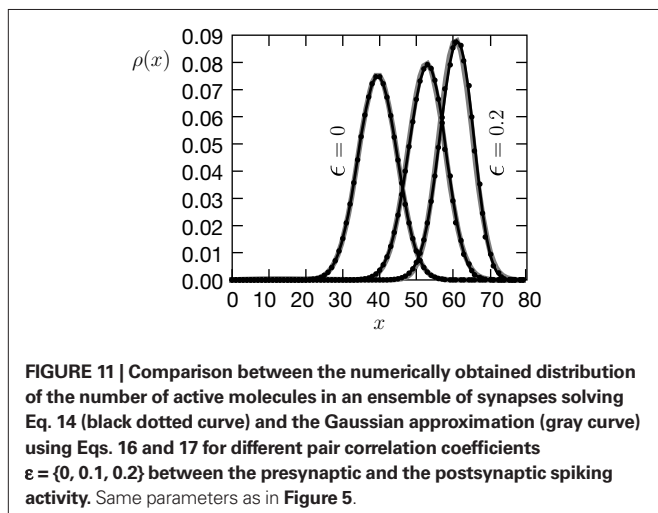 0.09
ρ(x)
0.08
0.07
0.06
0.05
0.04
0.03
0.02
0.01
0.00
ϵ = 0
ϵ = 0.2
0 10 20 30 40 50 60 70 80
x
FIGURE 11 | Comparison between the numerically obtained distribution
of the number of active molecules in an ensemble of synapses solving
Eq. 14 (black dotted curve) and the Gaussian approximation (gray curve)
using Eqs. 16 and 17 for different pair correlation coefficients
ε = {0, 0.1, 0.2} between the presynaptic and the postsynaptic spiking
activity. Same parameters as in Figure 5.